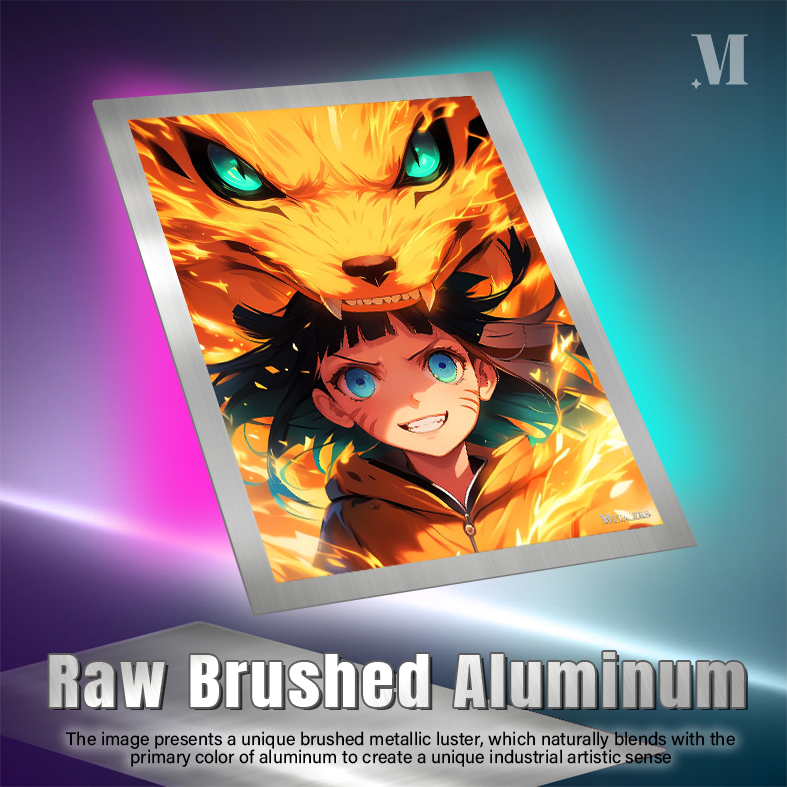 M
Raw Brushed Aluminum
The image presents a unique brushed metallic luster, which naturally blends with the
primary color of aluminum to create a unique industrial artistic sense